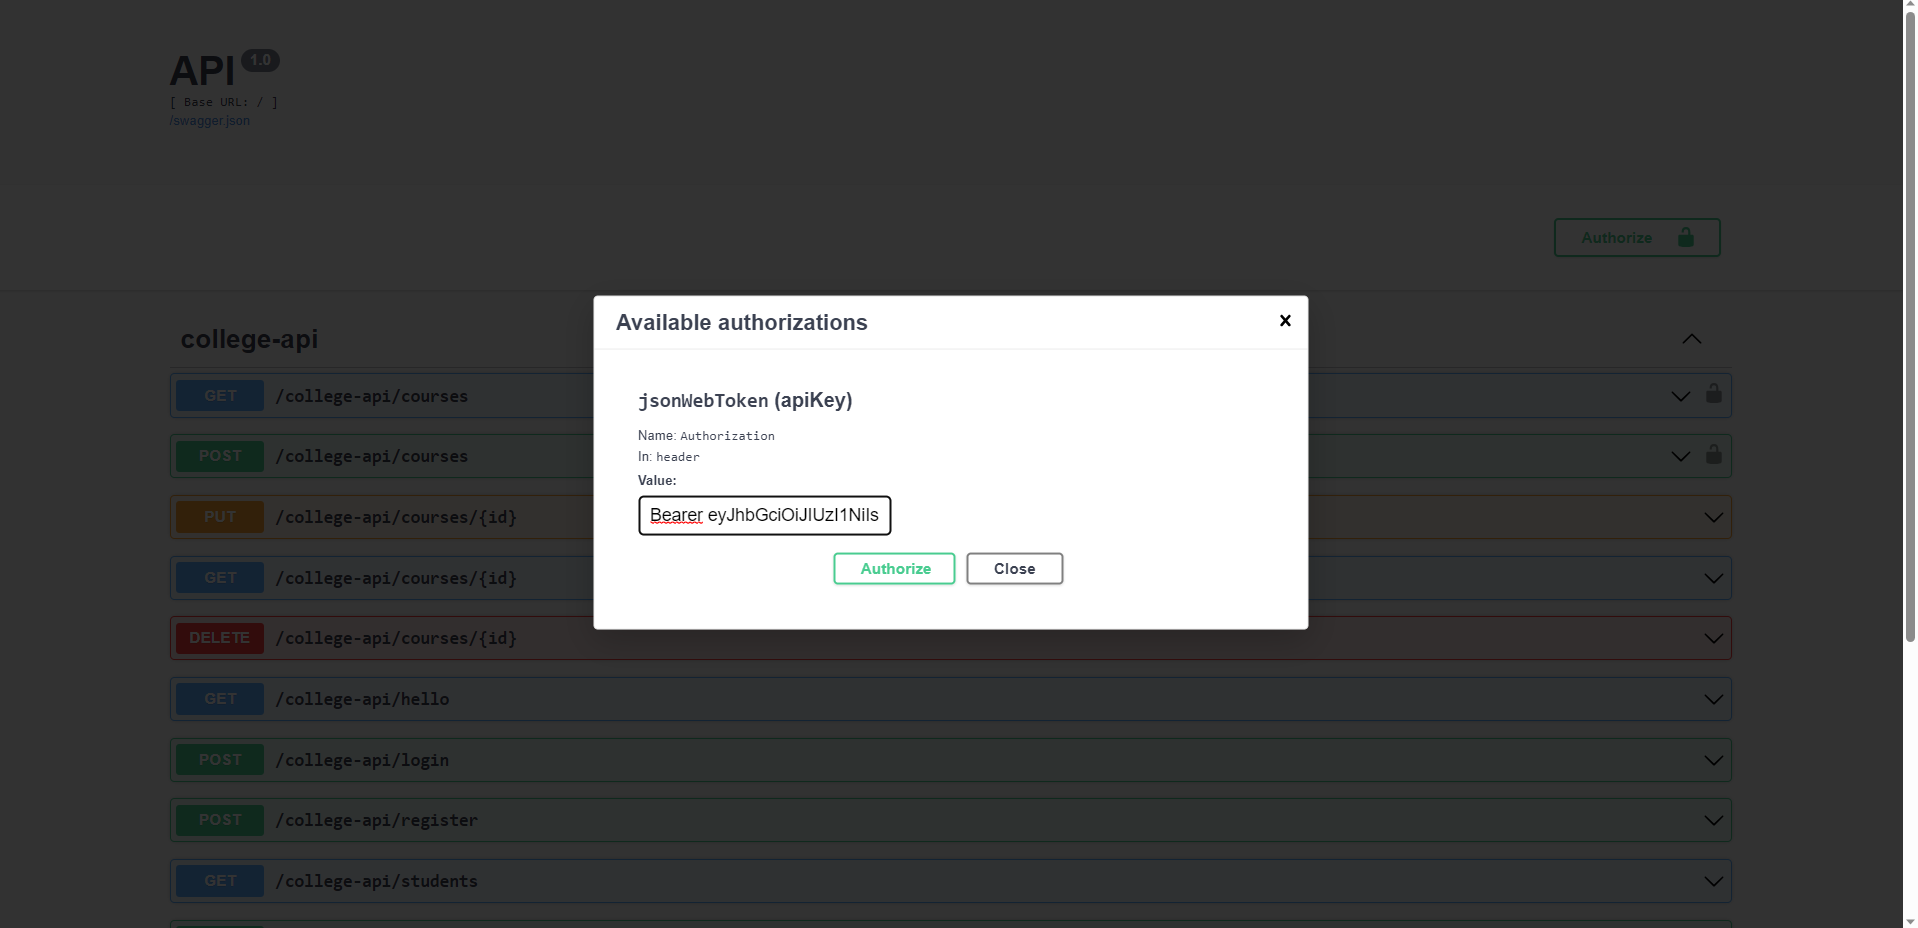 API 1.0
[ Base URL: / ]
/swagger.json
Authorize
college-api
GET /college-api/courses
POST /college-api/courses
PUT /college-api/courses/{id}
GET /college-api/courses/{id}
DELETE /college-api/courses/{id}
GET /college-api/hello
POST /college-api/login
POST /college-api/register
GET /college-api/students
Available authorizations
jsonWebToken (apiKey)
Name: Authorization
In: header
Value:
Bearer eyJhbGciOiJIUzI1NiIs
Authorize Close